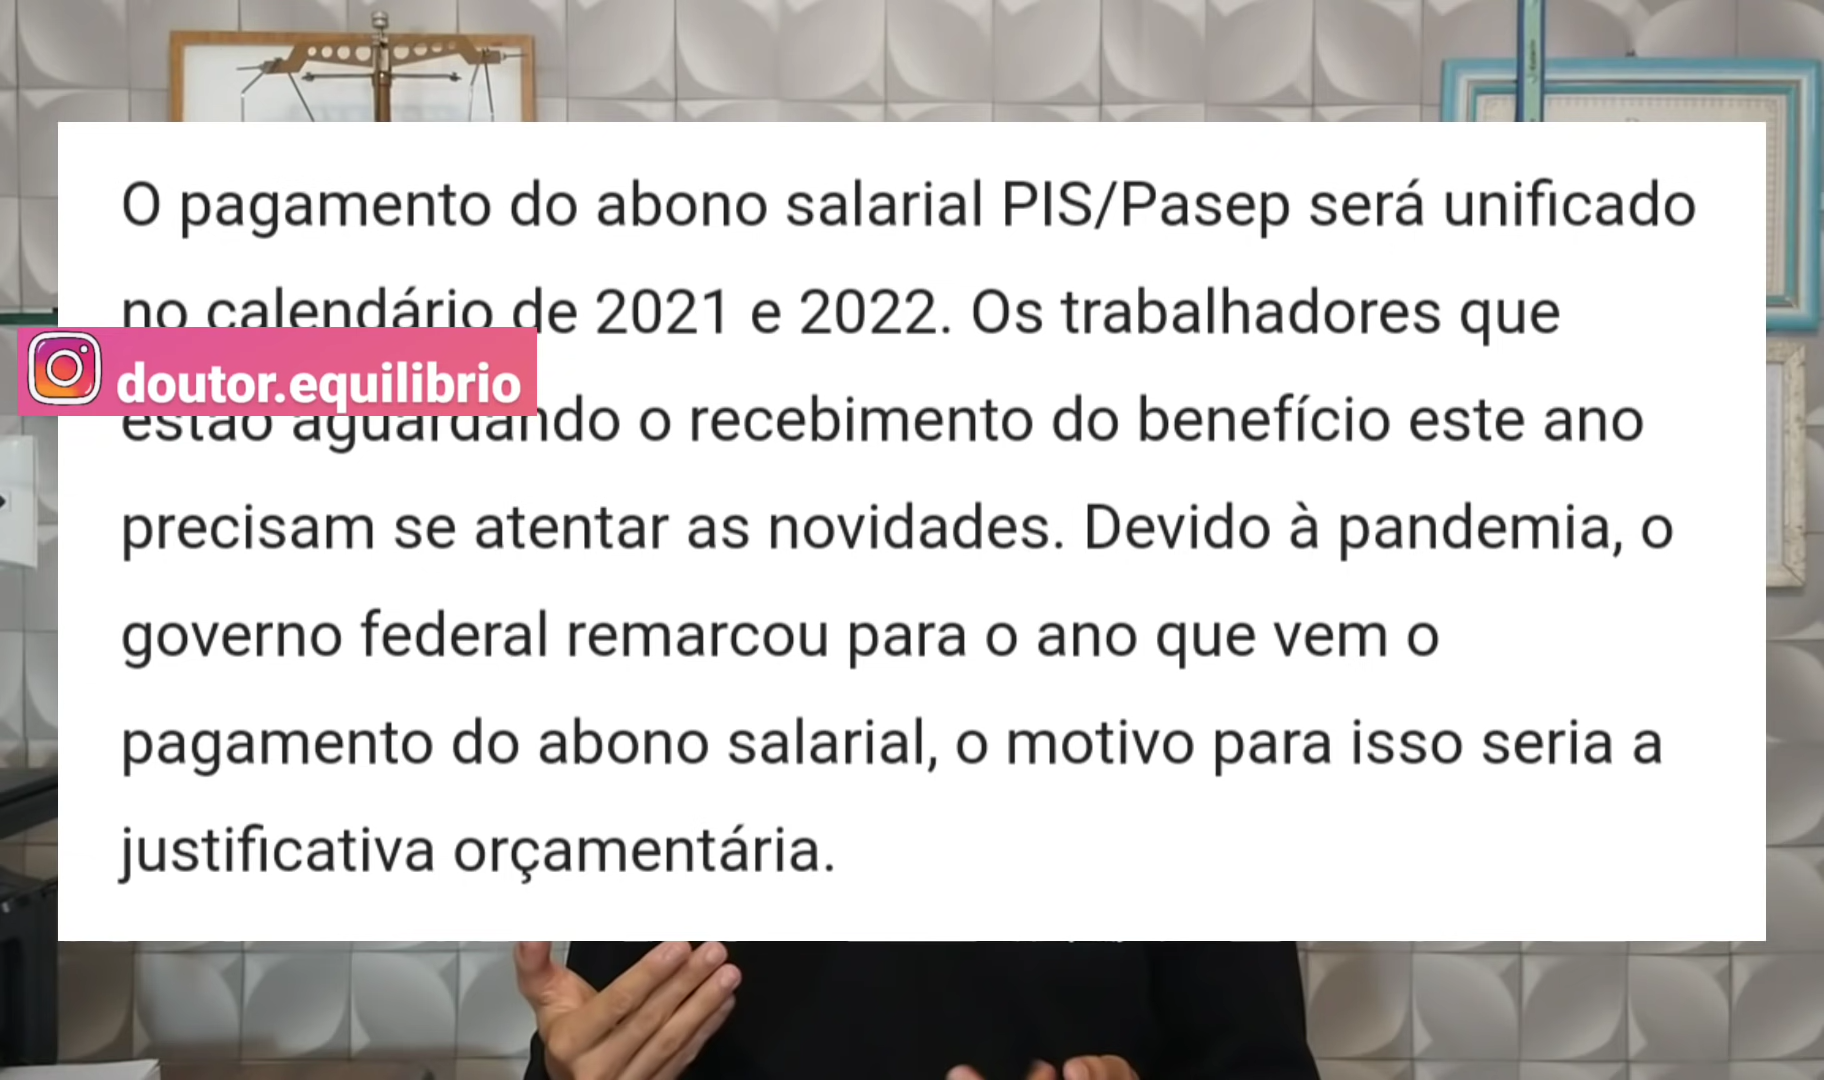 O pagamento do abono salarial PIS/Pasep será unificado
no calendário de 2021 e 2022. Os trabalhadores que
doutor.equilibrio
estão aguardando o recebimento do benefício este ano
precisam se atentar as novidades. Devido à pandemia, o
governo federal remarcou para o ano que vem o
pagamento do abono salarial, o motivo para isso seria a
justificativa orçamentária.